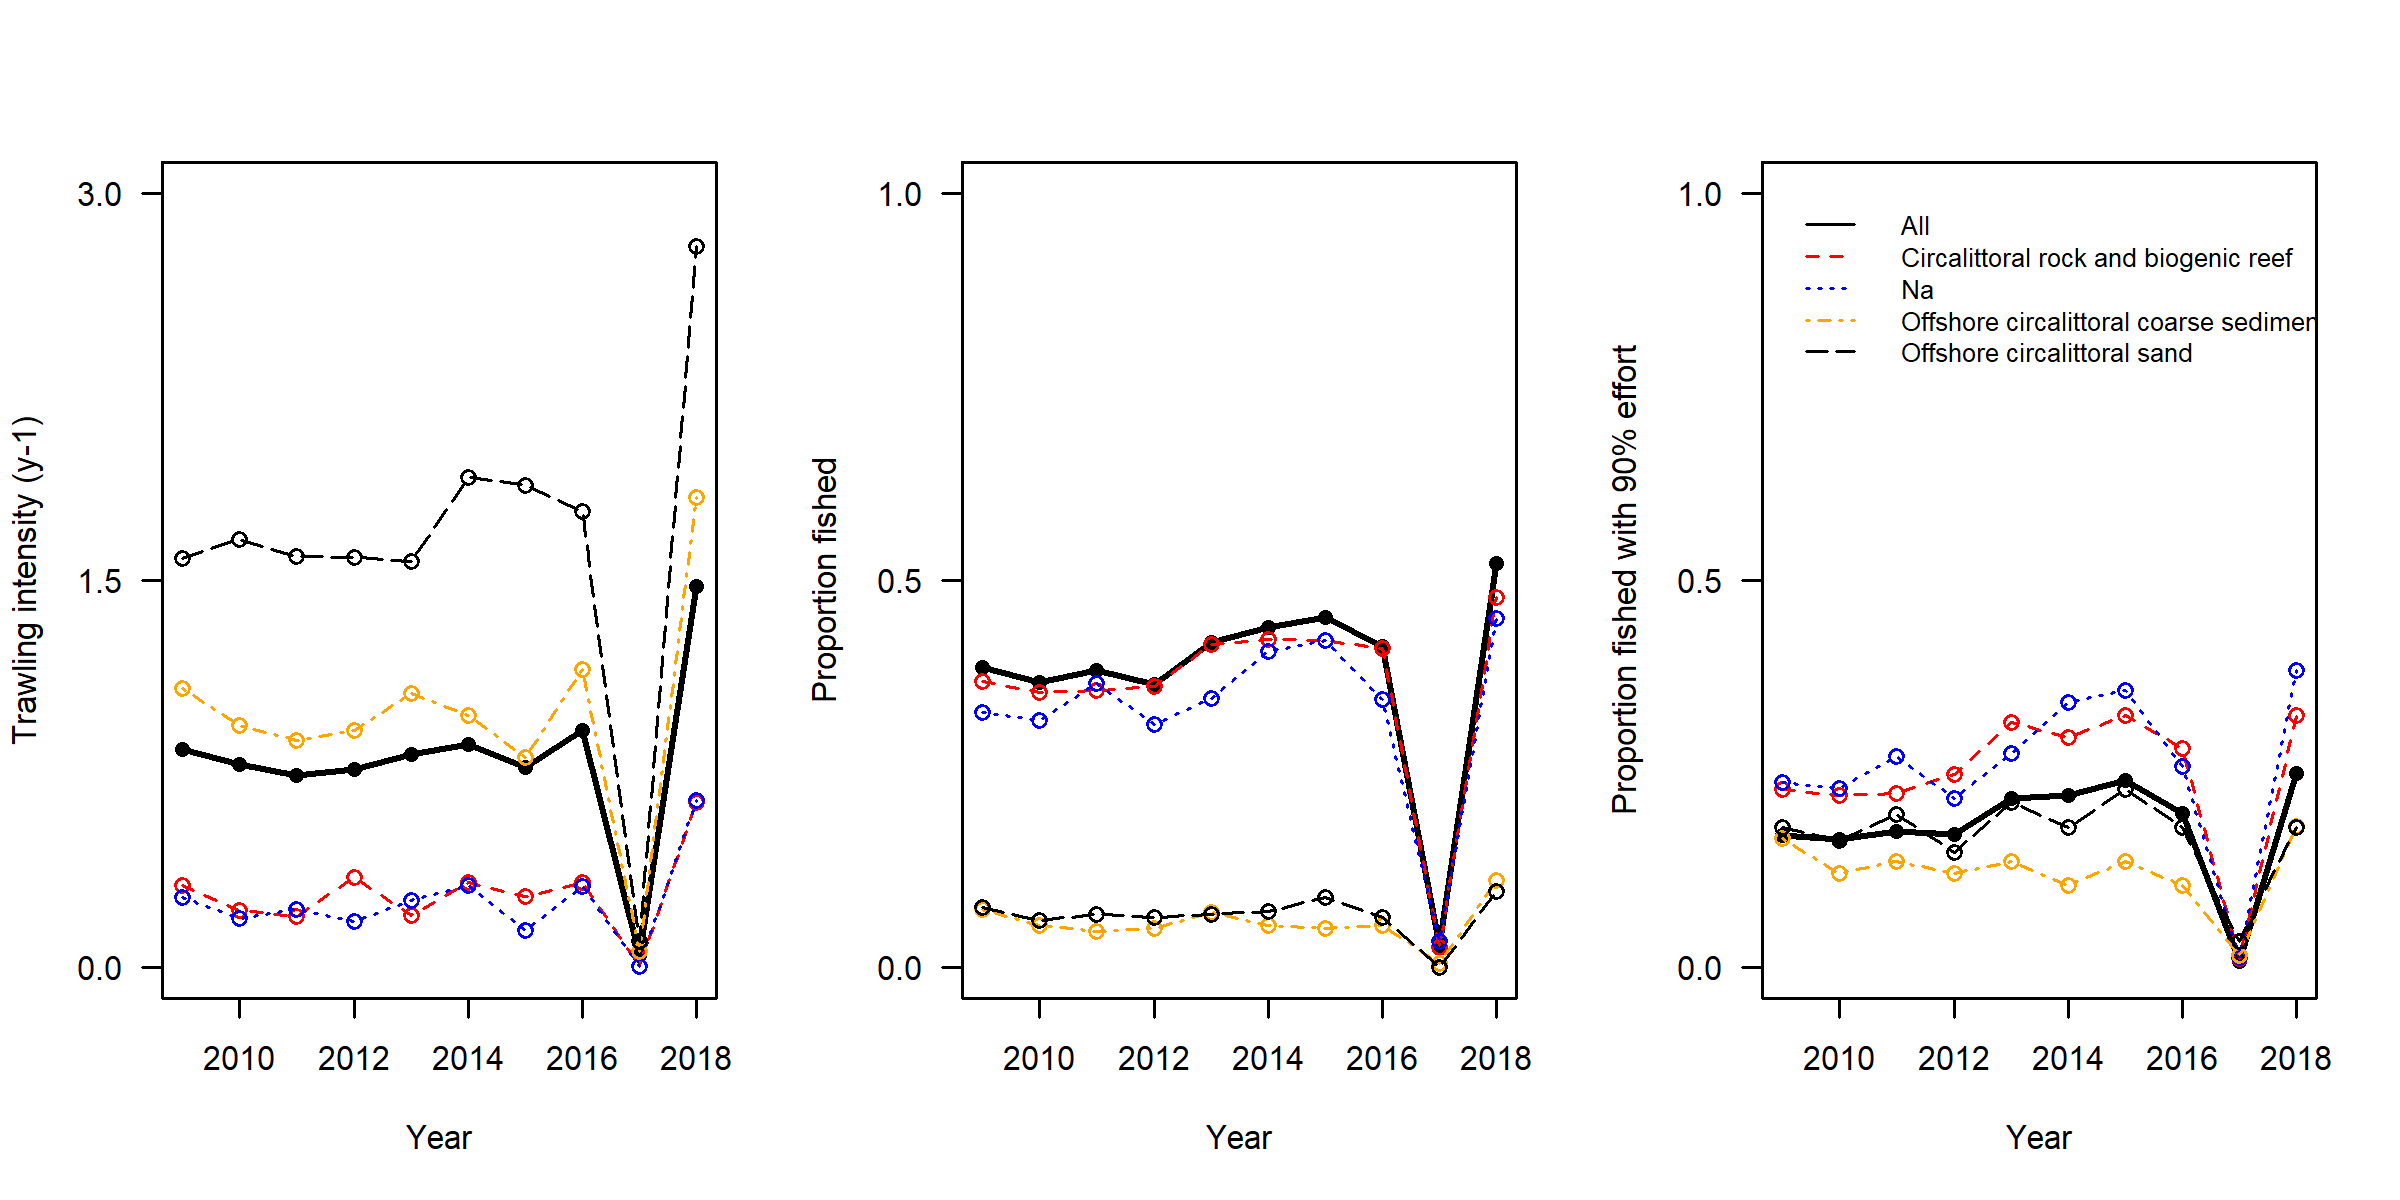 Trawling intensity (y-1)
3.0
1.5
0.0
2010 2012 2014 2016 2018
Year
Proportion fished
1.0
0.5
0.0
2010 2012 2014 2016 2018
Year
Proportion fished with 90% effort
1.0
0.5
0.0
All
Circalittoral rock and biogenic reef
Na
Offshore circalittoral coarse sedimen
Offshore circalittoral sand
2010 2012 2014 2016 2018
Year